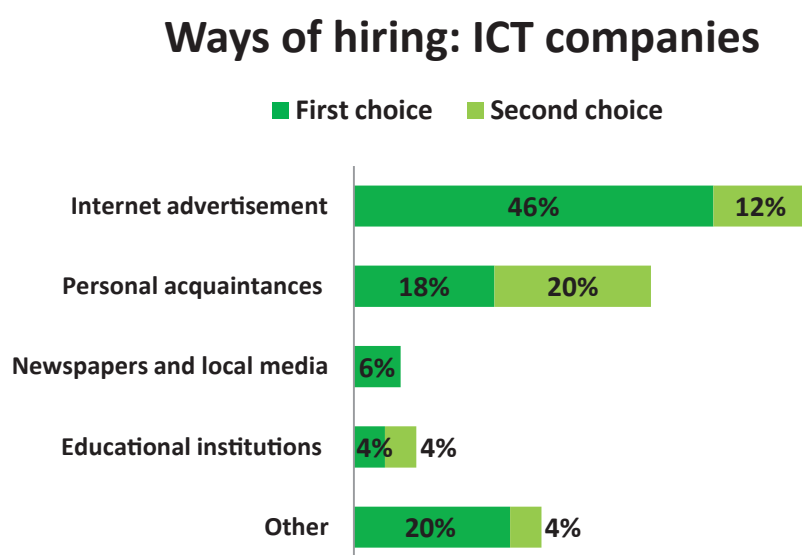 Ways of hiring: ICT companies
First choice Second choice
Internet advertisement 46% 12%
Personal acquaintances 18% 20%
Newspapers and local media 6%
Educational institutions 4% 4%
Other 20% 4%